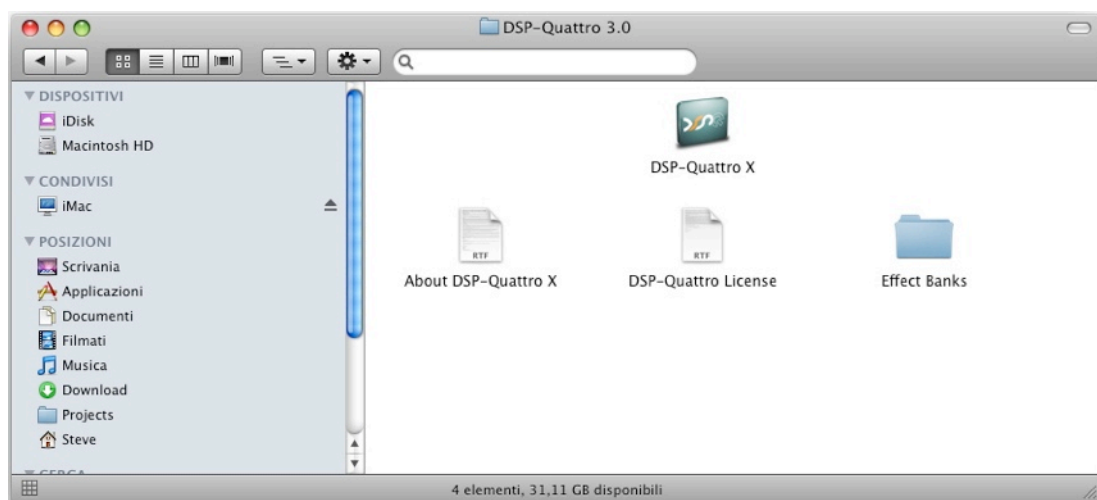 DSP-Quattro 3.0
DISPOSITIVI
iDisk
Macintosh HD
CONDIVISI
iMac
POSIZIONI
Scrivania
Applicazioni
Documenti
Filmati
Musica
Download
Projects
Steve
CERCA
DSP-Quattro X
RTF
About DSP-Quattro X
RTF
DSP-Quattro License
Effect Banks
4 elementi, 31,11 GB disponibili